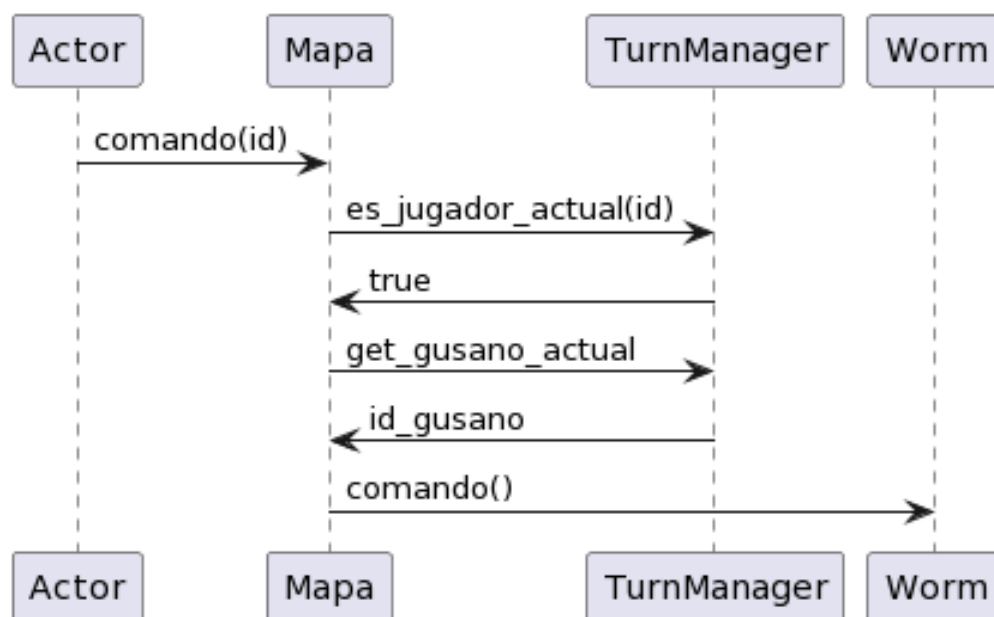 Actor Mapa TurnManager Worm
comando(id)
es_jugador_actual(id)
true
get_gusano_actual
id_gusano
comando()
Actor Mapa TurnManager Worm